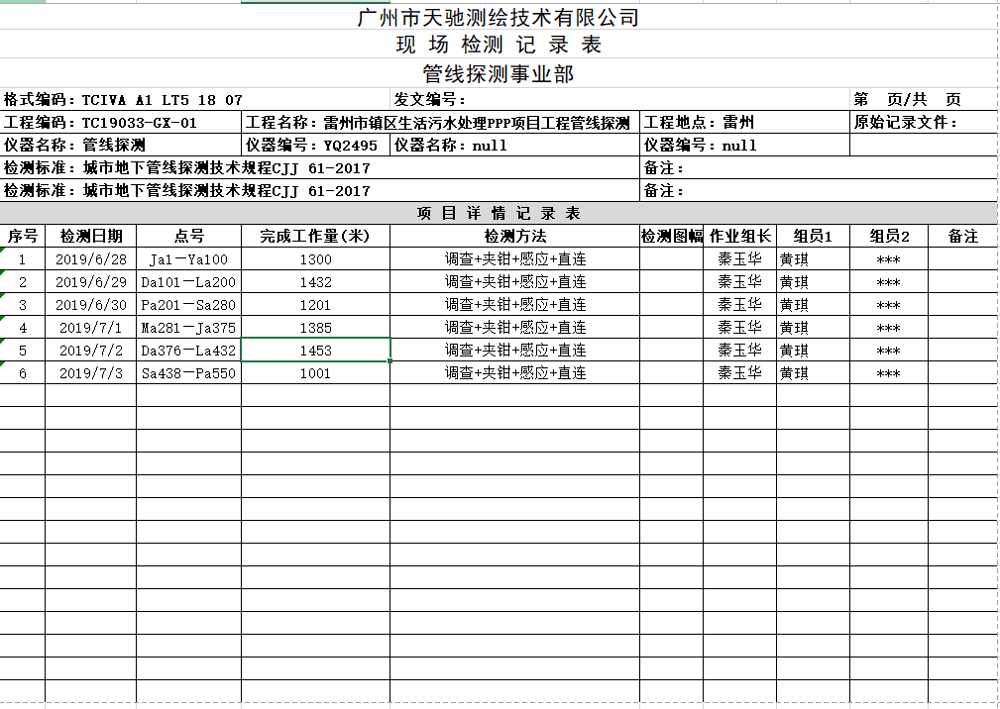 广州市天驰测绘技术有限公司
现 场 检测 记 录 表
管线探测事业部
格式编码：TCIVA A1 LT5 18 07 发文编号： 第 页/共 页
工程编码：TC19033-GX-01 工程名称：雷州市镇区生活污水处理PPP项目工程管线探测 工程地点：雷州 原始记录文件：
仪器名称：管线探测 仪器编号：YQ2495 仪器名称：null 仪器编号：null
检测标准：城市地下管线探测技术规程CJJ 61-2017 备注：
检测标准：城市地下管线探测技术规程CJJ 61-2017 备注：
项 目 详 情 记 录 表
序号 检测日期 点号 完成工作量(米) 检测方法 检测图幅 作业组长 组员1 组员2 备注
1 2019/6/28 Ja1—Ya100 1300 调查+夹钳+感应+直连 秦玉华 黄琪 ***
2 2019/6/29 Da101—La200 1432 调查+夹钳+感应+直连 秦玉华 黄琪 ***
3 2019/6/30 Pa201—Sa280 1201 调查+夹钳+感应+直连 秦玉华 黄琪 ***
4 2019/7/1 Ma281—Ja375 1385 调查+夹钳+感应+直连 秦玉华 黄琪 ***
5 2019/7/2 Da376—La432 1453 调查+夹钳+感应+直连 秦玉华 黄琪 ***
6 2019/7/3 Sa438—Pa550 1001 调查+夹钳+感应+直连 秦玉华 黄琪 ***